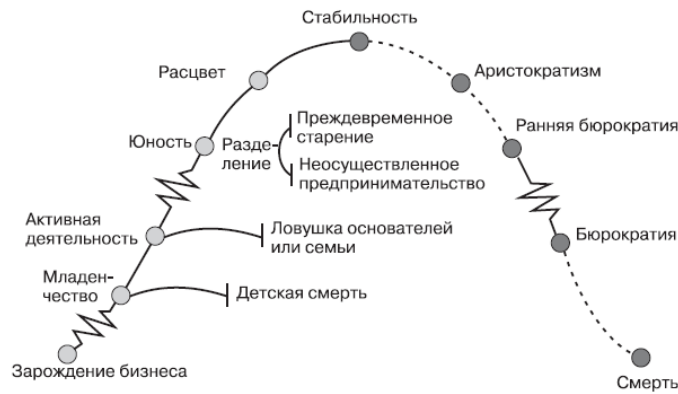 Стабильность
Расцвет
Аристократизм
Преждевременное
старение
Ранняя бюрократия
Юность
Разде-
ление
Неосуществленное
предпринимательство
Активная
деятельность
Ловушка основателей
или семьи
Бюрократия
Младен-
чество
Детская смерть
Зарождение бизнеса
Смерть